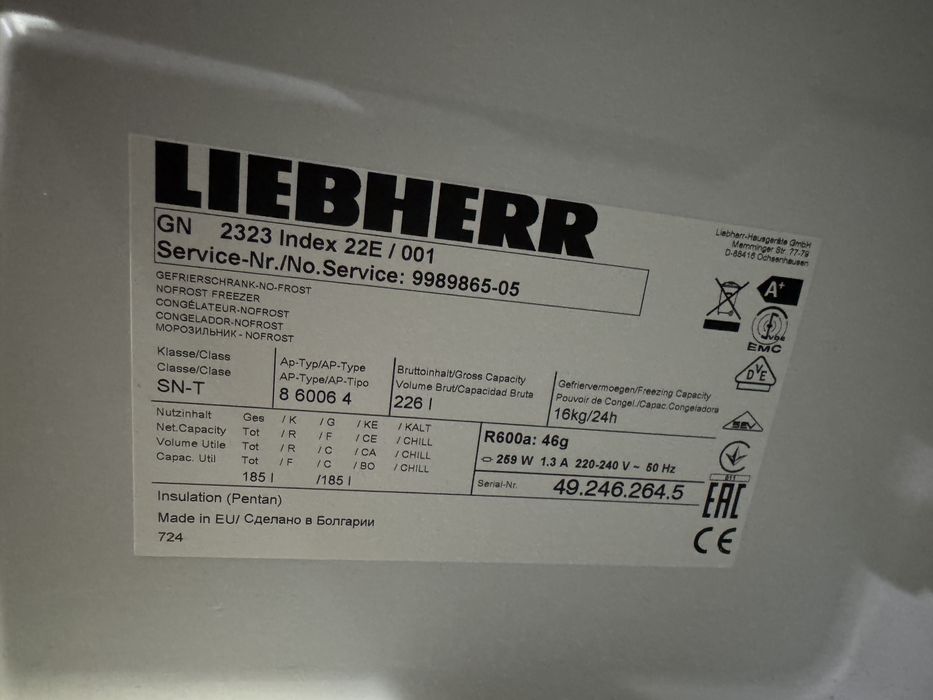 LIEBHERR
GN 2323 Index 22E / 001
Service-Nr./No.Service: 9989865-05
Liebherr-Hausgeräte GmbH
Memminger Str. 77-79
D-88416 Ochsenhausen
GEFRIERSCHRANK-NO-FROST
NOFROST FREEZER
CONGÉLATEUR-NOFROST
CONGELADOR-NOFROST
МОРОЗИЛЬНИК - NOFROST
A+
EMC
DVE
SEV
Klasse/Class
Classe/Clase
SN-T
Ap-Typ/AP-Type
AP-Type/AP-Tipo
8 6006 4
Bruttoinhalt/Gross Capacity
Volume Brut/Capacidad Bruta
226 l
Gefriervermoegen/Freezing Capacity
Pouvoir de Congel./Capac.Congeladora
16kg/24h
Nutzinhalt Ges / K / G / KE / KALT
Net.Capacity Tot / R / F / CE / CHILL
Volume Utile Tot / R / C / CA / CHILL
Capac. Util Tot / F / C / BO / CHILL
185 l /185 l
R600a: 46g
259 W 1.3 A 220-240 V ~ 50 Hz
Serial-Nr. 49.246.264.5
011
EAC
CE
Insulation (Pentan)
Made in EU/ Сделано в Болгарии
724